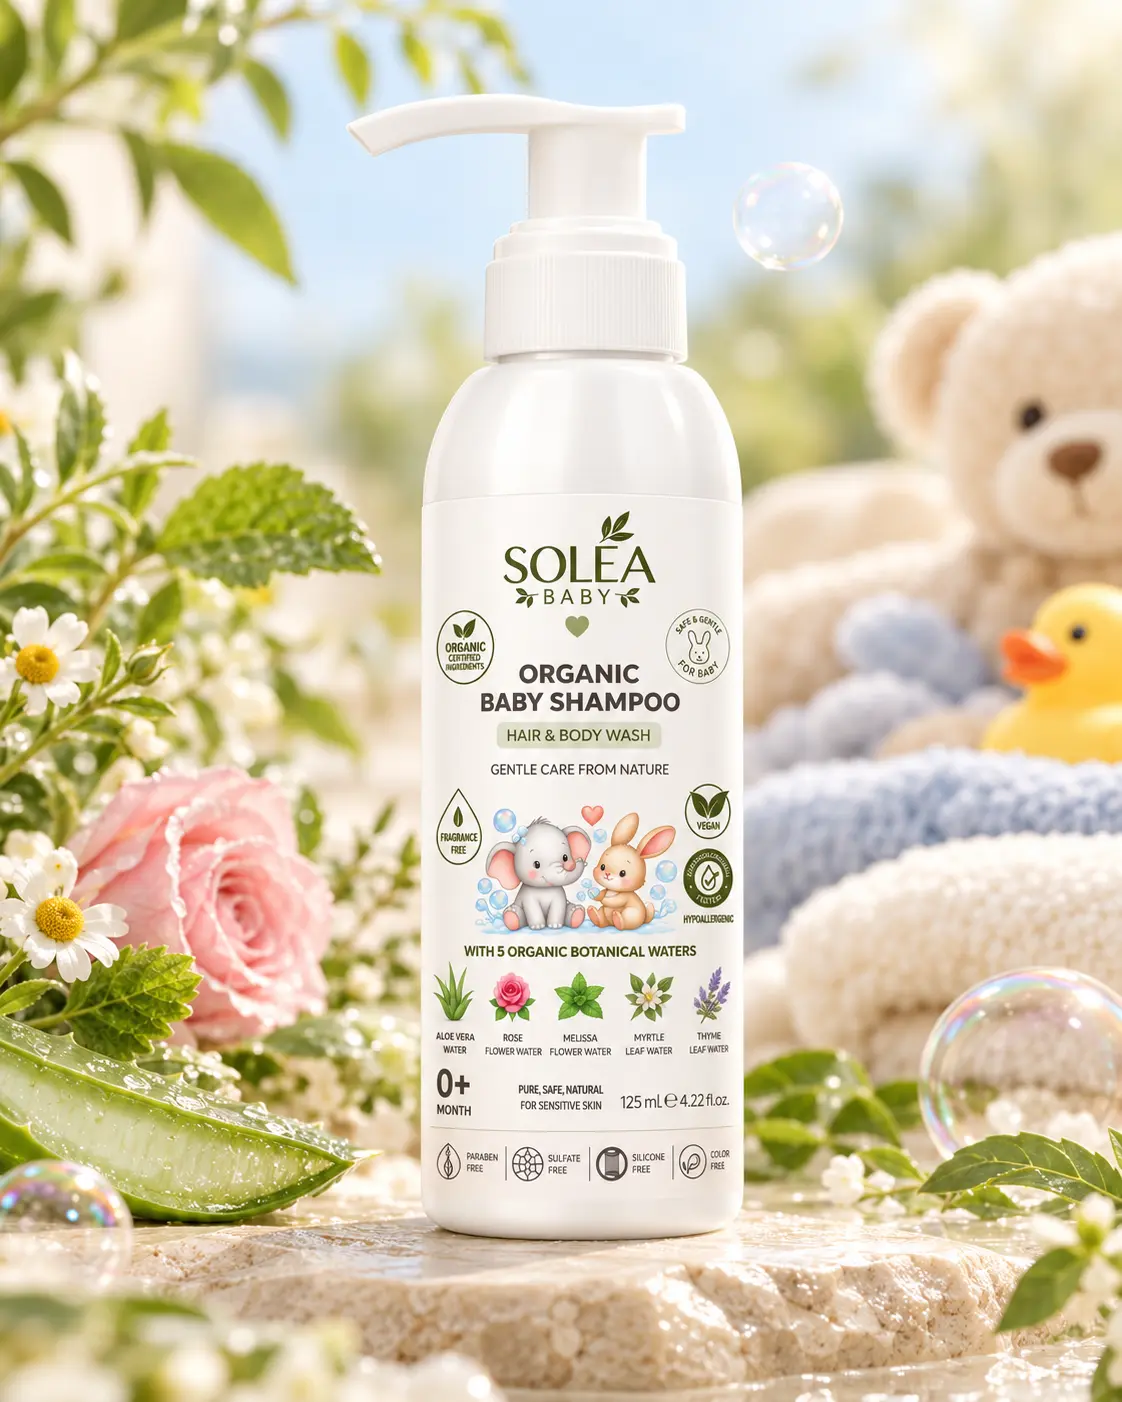 SOLÉA
BABY
ORGANIC
CERTIFIED
INGREDIENTS
SAFE & GENTLE
FOR BABY
ORGANIC
BABY SHAMPOO
HAIR & BODY WASH
GENTLE CARE FROM NATURE
FRAGRANCE
FREE
VEGAN
HYPOALLERGENIC
WITH 5 ORGANIC BOTANICAL WATERS
ALOE VERA
WATER
ROSE
FLOWER WATER
MELISSA
FLOWER WATER
MYRTLE
LEAF WATER
THYME
LEAF WATER
0+
MONTH
PURE, SAFE, NATURAL
FOR SENSITIVE SKIN
125 ml ℮ 4.22 fl.oz.
PARABEN
FREE
SULFATE
FREE
SILICONE
FREE
COLOR
FREE